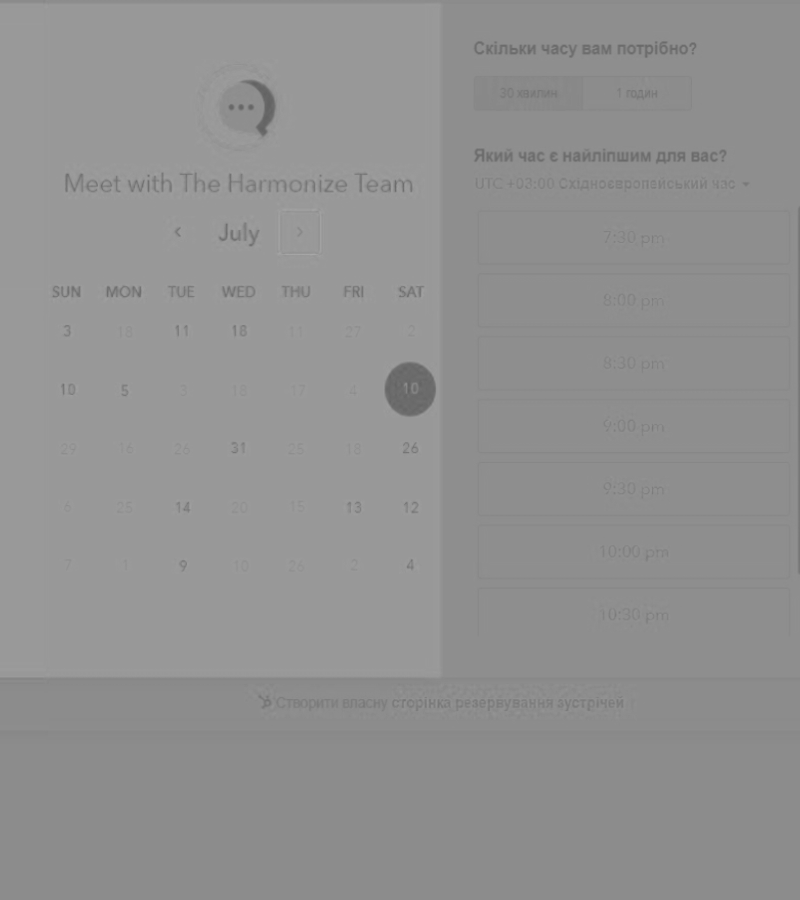 Meet with The Harmonize Team
July
SUN MON TUE WED THU FRI SAT
3 18 11 18 11 27 2
10 5 3 18 17 4 10
29 16 26 31 25 18 26
6 25 14 20 15 13 12
7 1 9 10 26 2 4
Скільки часу вам потрібно?
30 хвилин 1 годин
Який час є найліпшим для вас?
UTC +03:00 Східноєвропейський час
7:30 pm
8:00 pm
8:30 pm
9:00 pm
9:30 pm
10:00 pm
10:30 pm
Створити власну сторінка резервування зустрічей